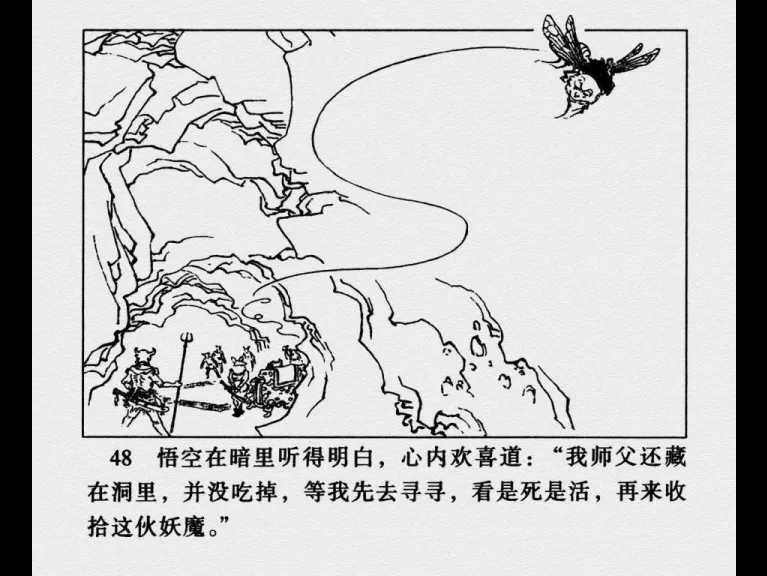 48 悟空在暗里听得明白，心内欢喜道：“我师父还藏
在洞里，并没吃掉，等我先去寻寻，看是死是活，再来收
拾这伙妖魔。”